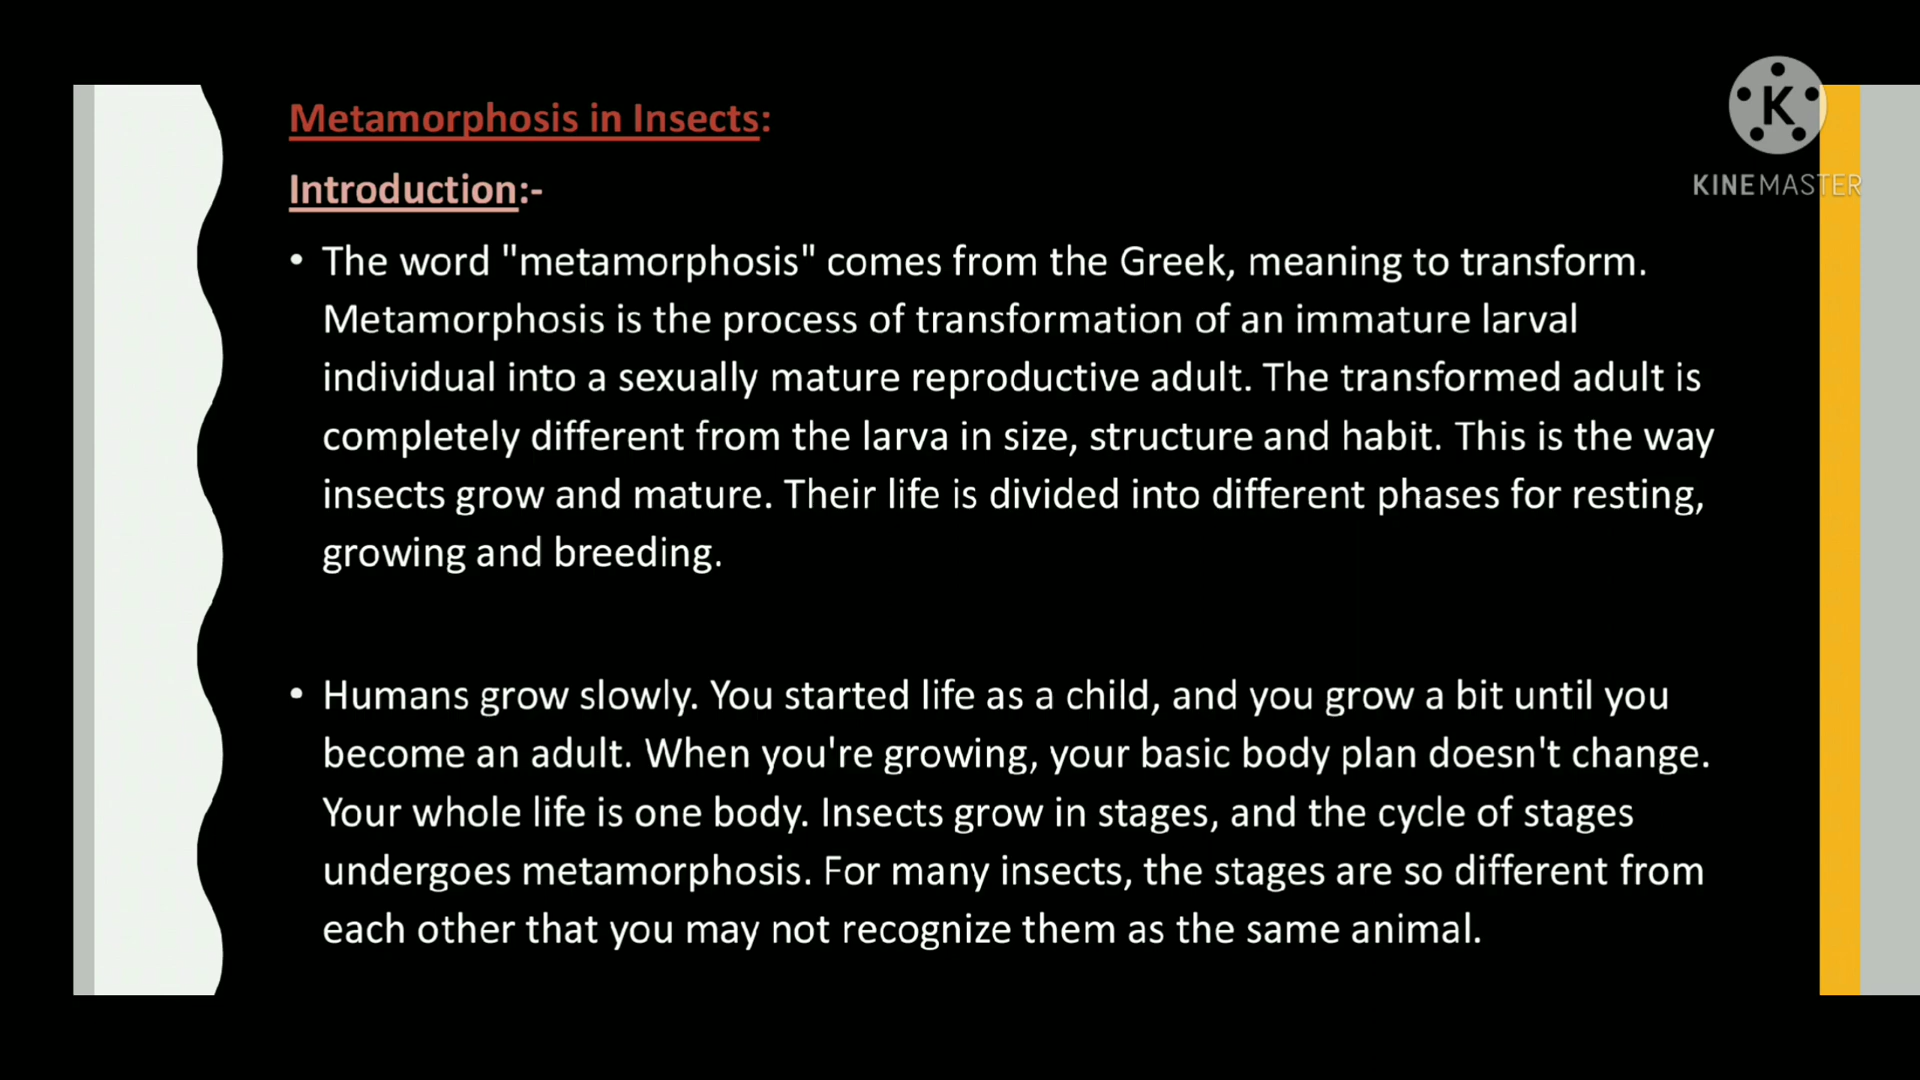 Metamorphosis in Insects:
Introduction:-
• The word "metamorphosis" comes from the Greek, meaning to transform.
Metamorphosis is the process of transformation of an immature larval
individual into a sexually mature reproductive adult. The transformed adult is
completely different from the larva in size, structure and habit. This is the way
insects grow and mature. Their life is divided into different phases for resting,
growing and breeding.
• Humans grow slowly. You started life as a child, and you grow a bit until you
become an adult. When you're growing, your basic body plan doesn't change.
Your whole life is one body. Insects grow in stages, and the cycle of stages
undergoes metamorphosis. For many insects, the stages are so different from
each other that you may not recognize them as the same animal.
K
KINEMASTER